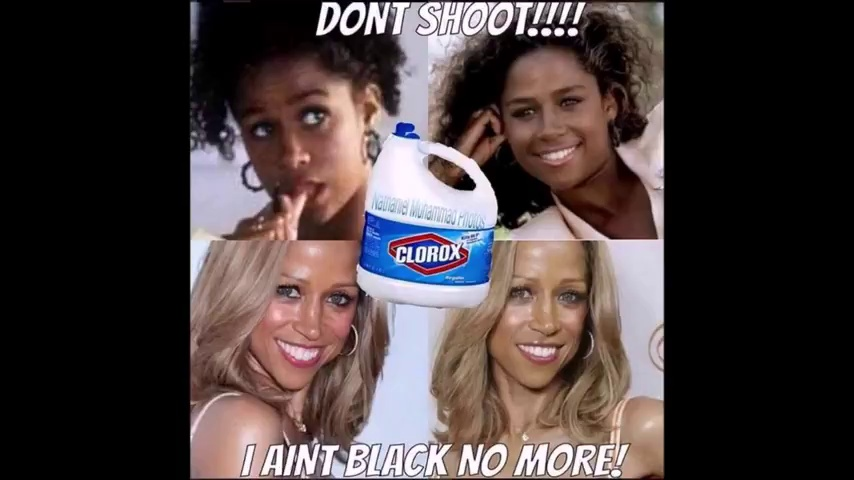 DONT SHOOT!!!!
Nathaniel Muhammad Photos
CLOROX
I AINT BLACK NO MORE!